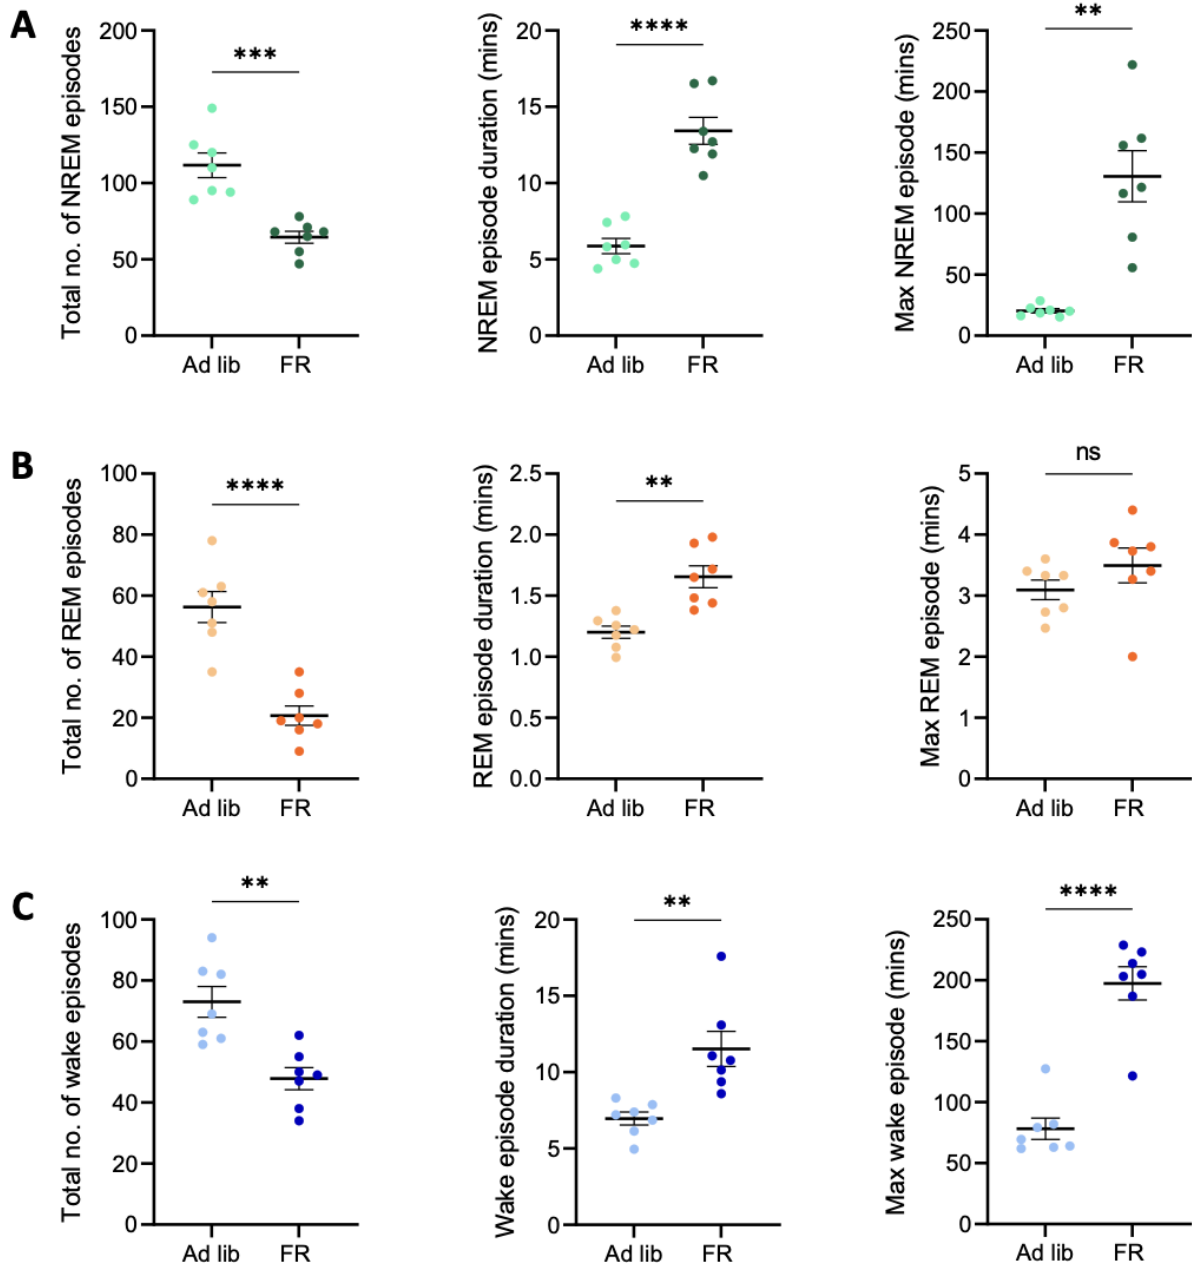 A
Total no. of NREM episodes
200
150
100
50
0
***
Ad lib
FR
NREM episode duration (mins)
20
15
10
5
0
****
Ad lib
FR
Max NREM episode (mins)
250
200
150
100
50
0
**
Ad lib
FR
B
Total no. of REM episodes
100
80
60
40
20
0
****
Ad lib
FR
REM episode duration (mins)
2.5
2.0
1.5
1.0
0.5
0.0
**
Ad lib
FR
Max REM episode (mins)
5
4
3
2
1
0
ns
Ad lib
FR
C
Total no. of wake episodes
100
80
60
40
20
0
**
Ad lib
FR
Wake episode duration (mins)
20
15
10
5
0
**
Ad lib
FR
Max wake episode (mins)
250
200
150
100
50
0
****
Ad lib
FR